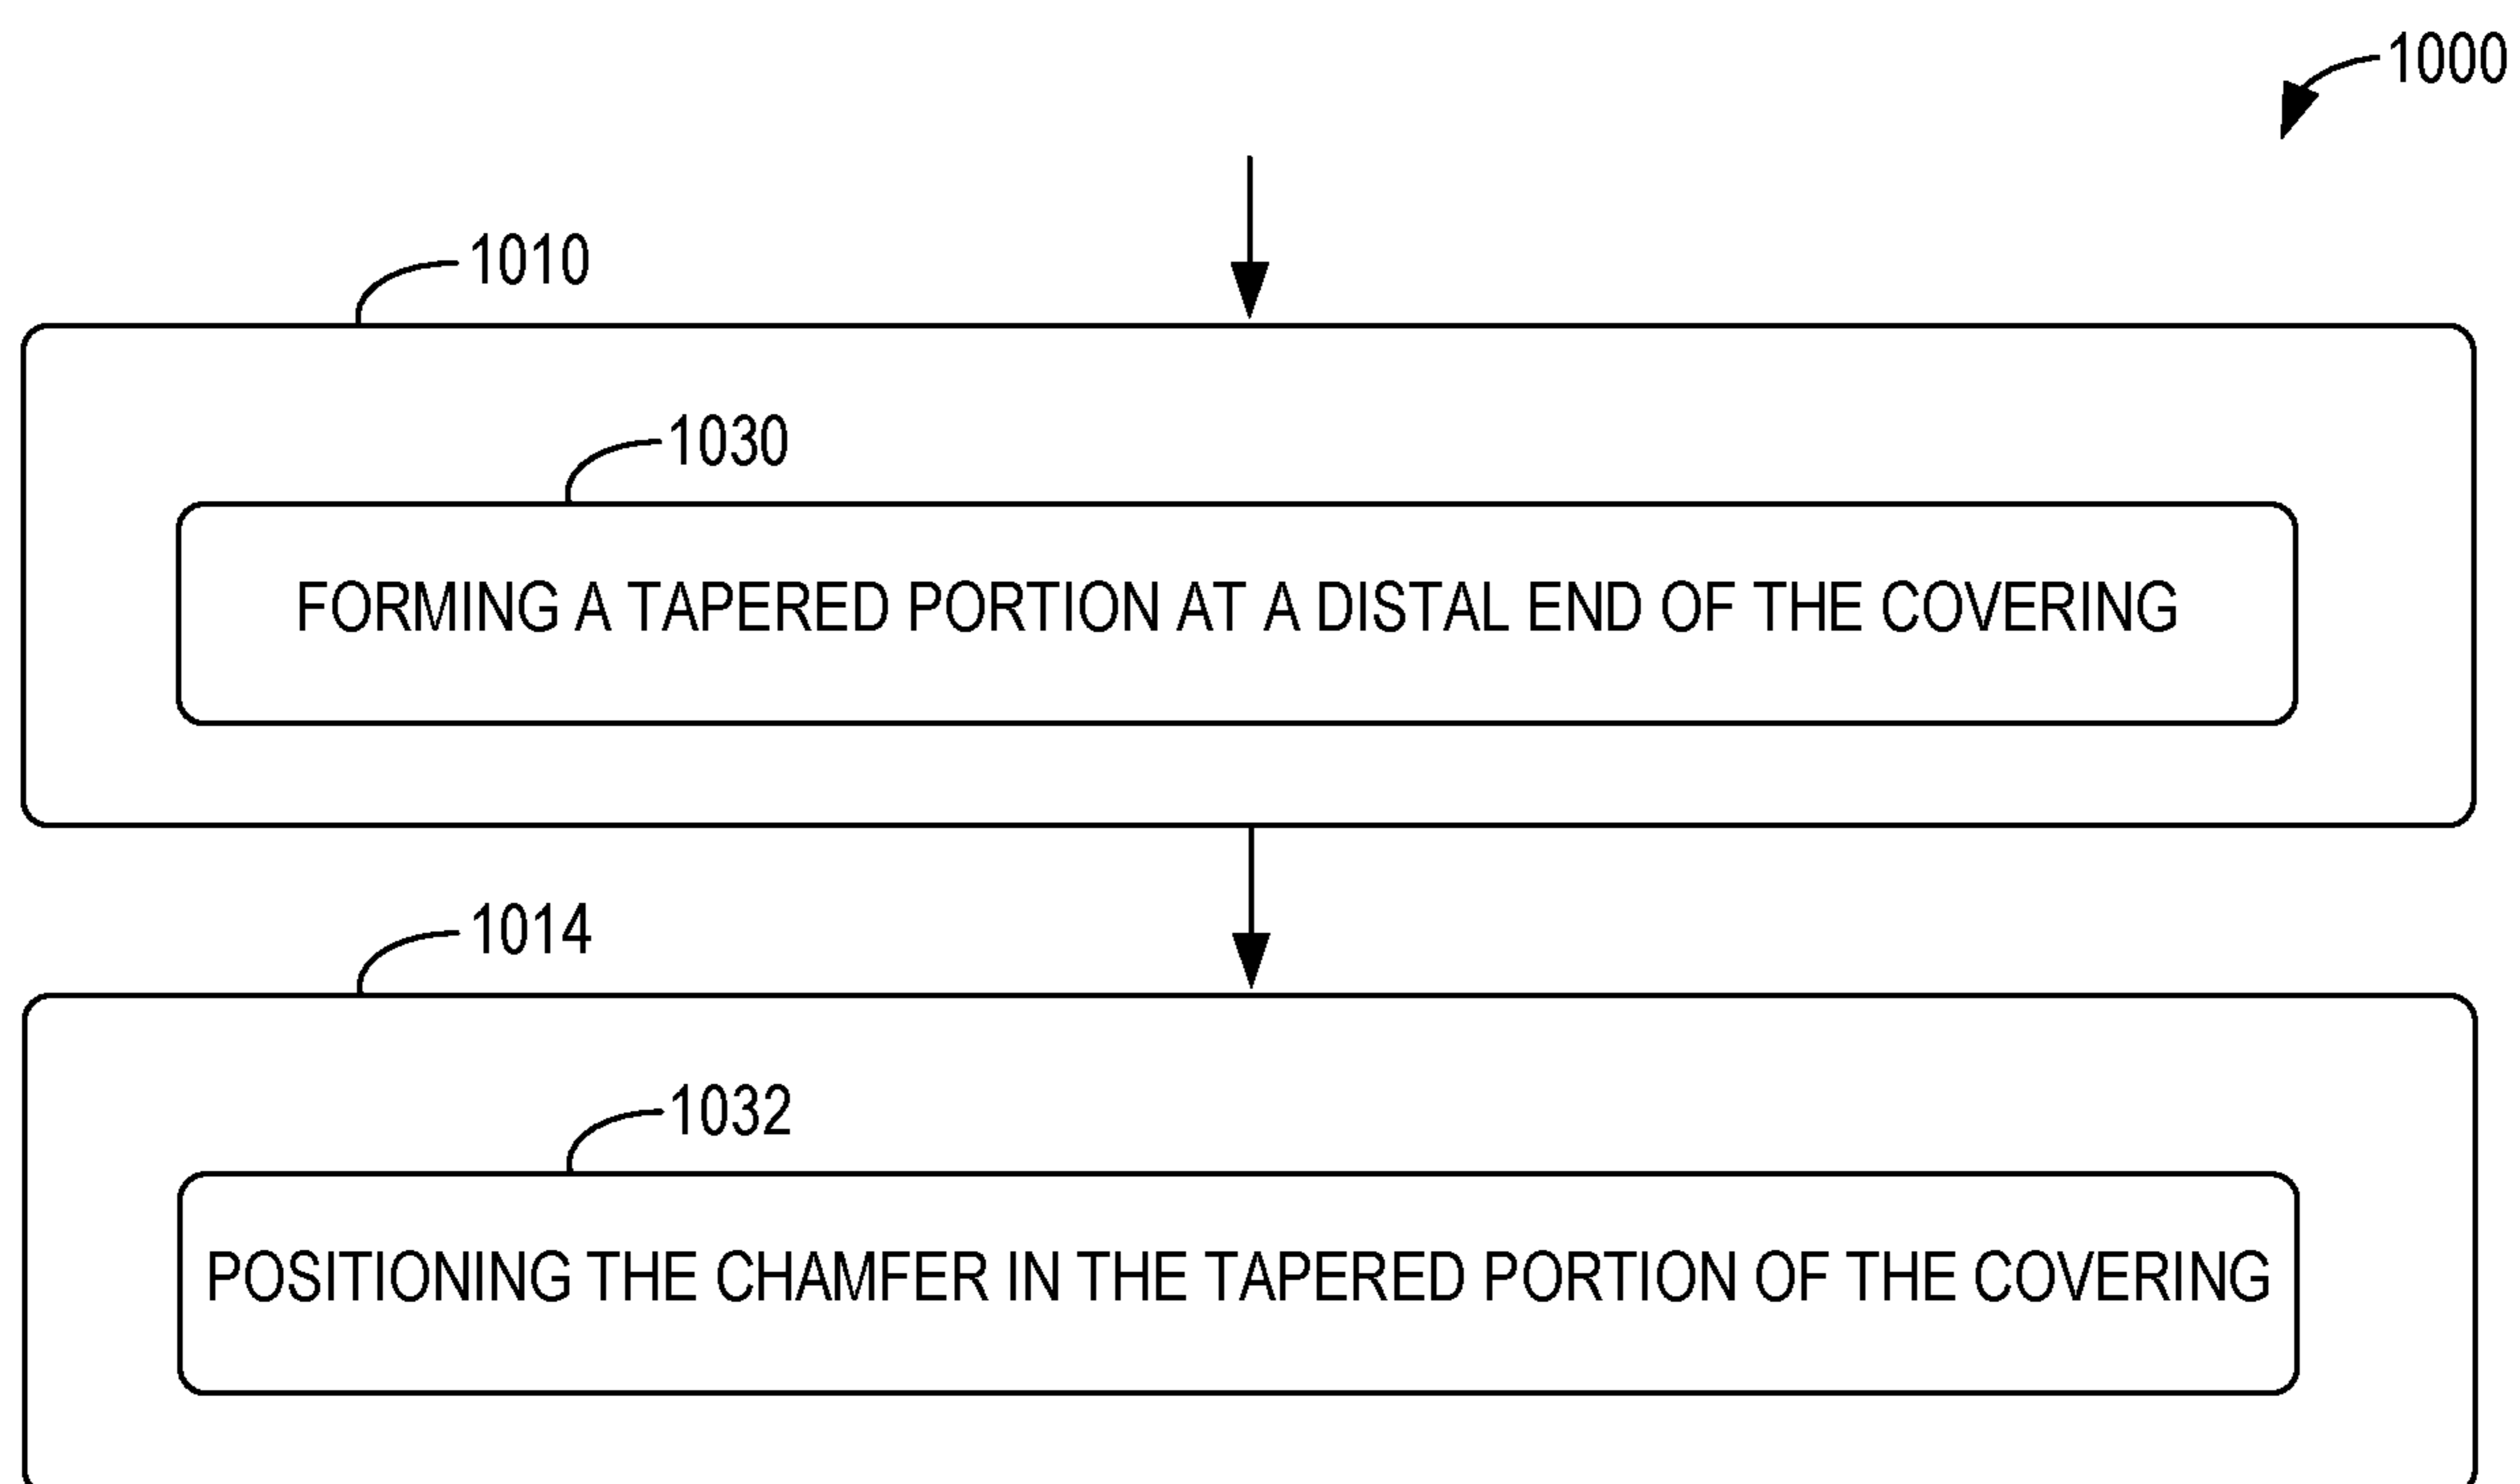 1000
1010
1030
FORMING A TAPERED PORTION AT A DISTAL END OF THE COVERING
1014
1032
POSITIONING THE CHAMFER IN THE TAPERED PORTION OF THE COVERING